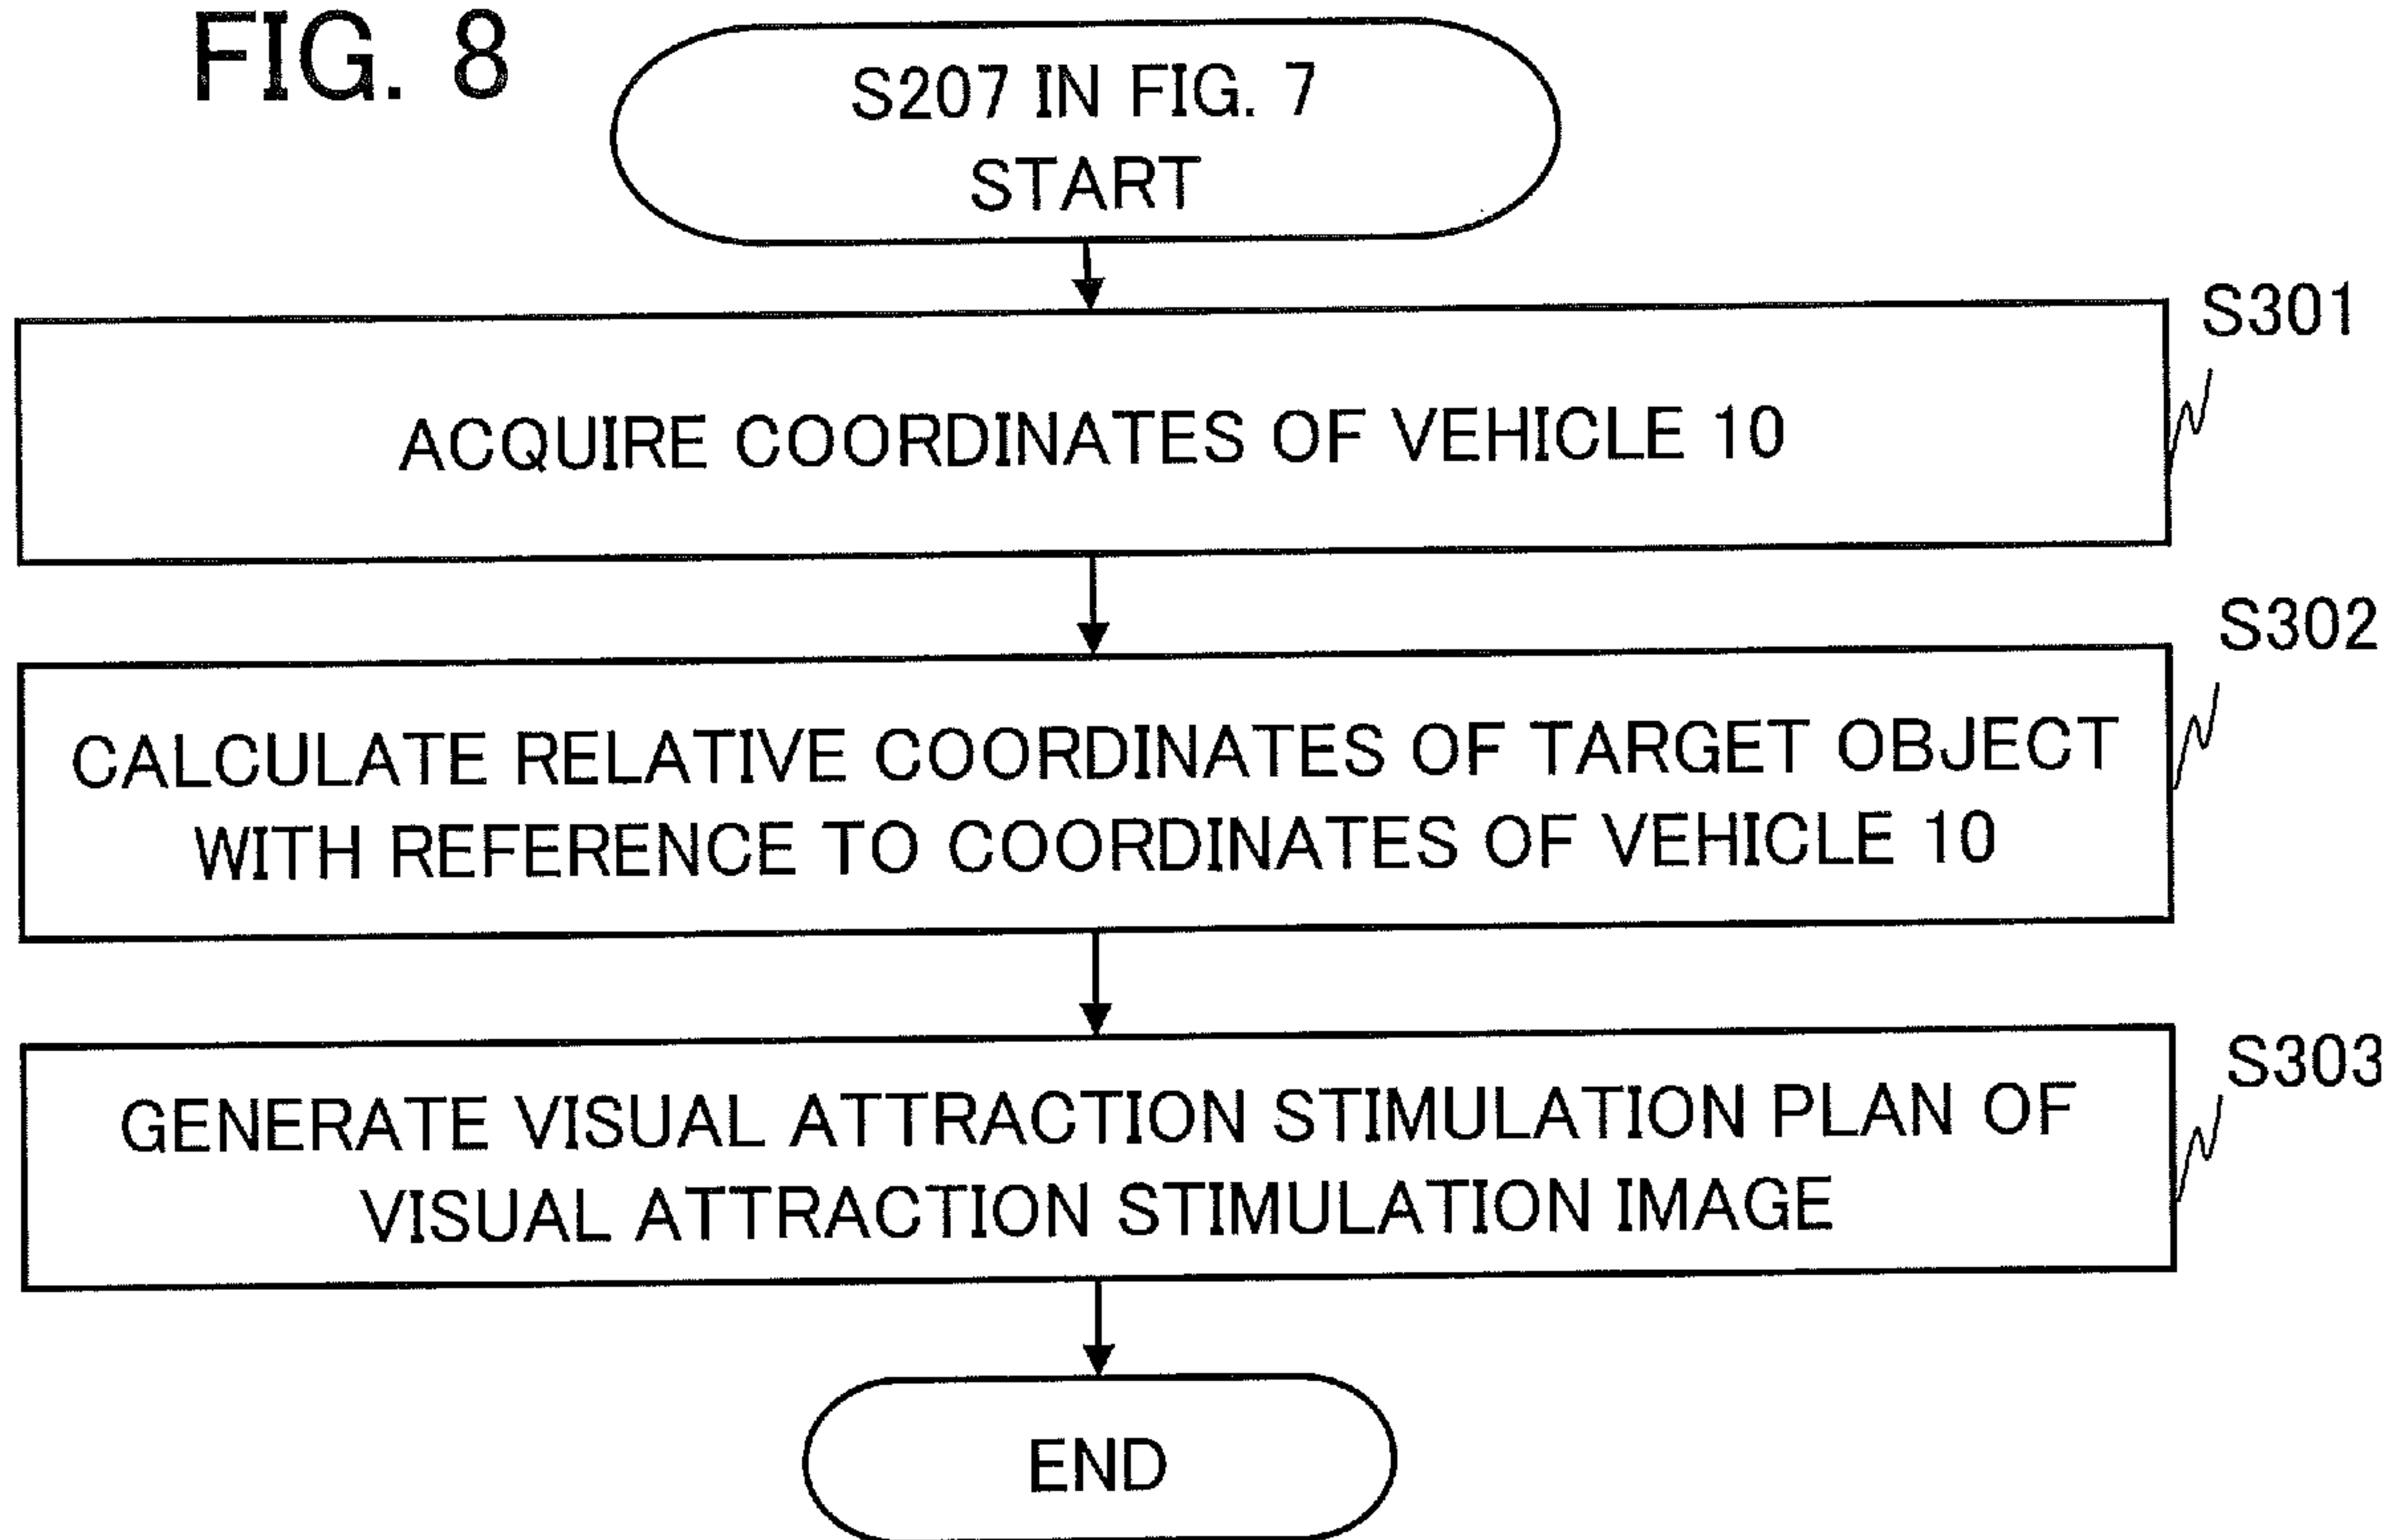 FIG. 8
S207 IN FIG. 7
START
S301
ACQUIRE COORDINATES OF VEHICLE 10
S302
CALCULATE RELATIVE COORDINATES OF TARGET OBJECT
WITH REFERENCE TO COORDINATES OF VEHICLE 10
S303
GENERATE VISUAL ATTRACTION STIMULATION PLAN OF
VISUAL ATTRACTION STIMULATION IMAGE
END